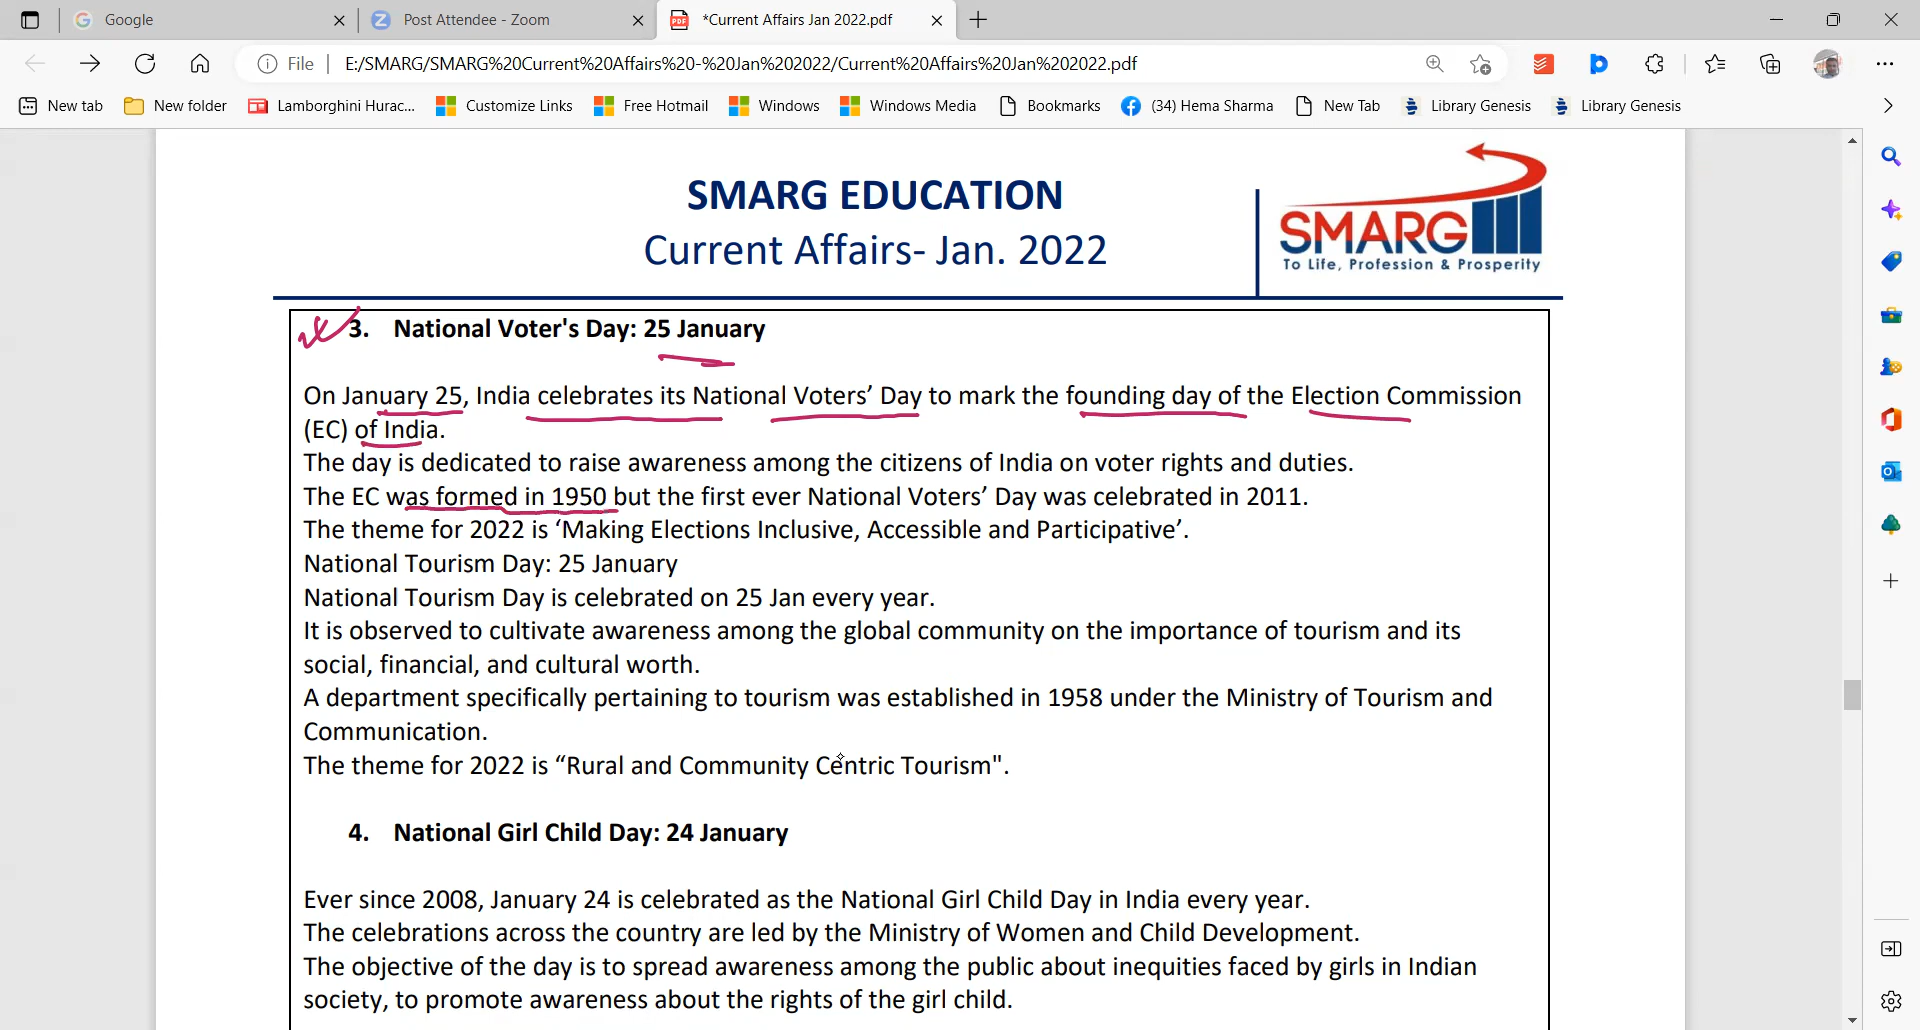 Google
Post Attendee - Zoom
*Current Affairs Jan 2022.pdf
File
E:/SMARG/SMARG%20Current%20Affairs%20-%20Jan%202022/Current%20Affairs%20Jan%202022.pdf
New tab
New folder
Lamborghini Hurac...
Customize Links
Free Hotmail
Windows
Windows Media
Bookmarks
(34) Hema Sharma
New Tab
Library Genesis
Library Genesis
SMARG EDUCATION
Current Affairs- Jan. 2022
SMARG
To Life, Profession & Prosperity
3. National Voter's Day: 25 January
On January 25, India celebrates its National Voters’ Day to mark the founding day of the Election Commission
(EC) of India.
The day is dedicated to raise awareness among the citizens of India on voter rights and duties.
The EC was formed in 1950 but the first ever National Voters’ Day was celebrated in 2011.
The theme for 2022 is ‘Making Elections Inclusive, Accessible and Participative’.
National Tourism Day: 25 January
National Tourism Day is celebrated on 25 Jan every year.
It is observed to cultivate awareness among the global community on the importance of tourism and its
social, financial, and cultural worth.
A department specifically pertaining to tourism was established in 1958 under the Ministry of Tourism and
Communication.
The theme for 2022 is “Rural and Community Centric Tourism".
4. National Girl Child Day: 24 January
Ever since 2008, January 24 is celebrated as the National Girl Child Day in India every year.
The celebrations across the country are led by the Ministry of Women and Child Development.
The objective of the day is to spread awareness among the public about inequities faced by girls in Indian
society, to promote awareness about the rights of the girl child.